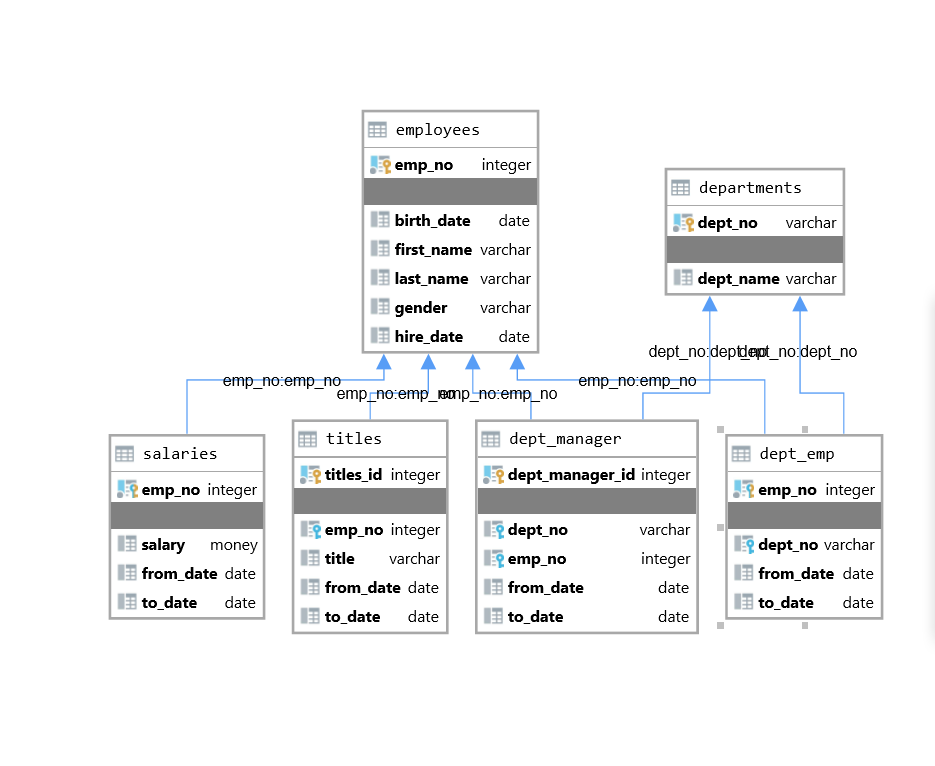 employees
emp_no integer
birth_date date
first_name varchar
last_name varchar
gender varchar
hire_date date
departments
dept_no varchar
dept_name varchar
dept_no:dept_no
dept_no:dept_no
emp_no:emp_no
emp_no:emp_no
emp_no:emp_no
emp_no:emp_no
salaries
emp_no integer
salary money
from_date date
to_date date
titles
titles_id integer
emp_no integer
title varchar
from_date date
to_date date
dept_manager
dept_manager_id integer
dept_no varchar
emp_no integer
from_date date
to_date date
dept_emp
emp_no integer
dept_no varchar
from_date date
to_date date